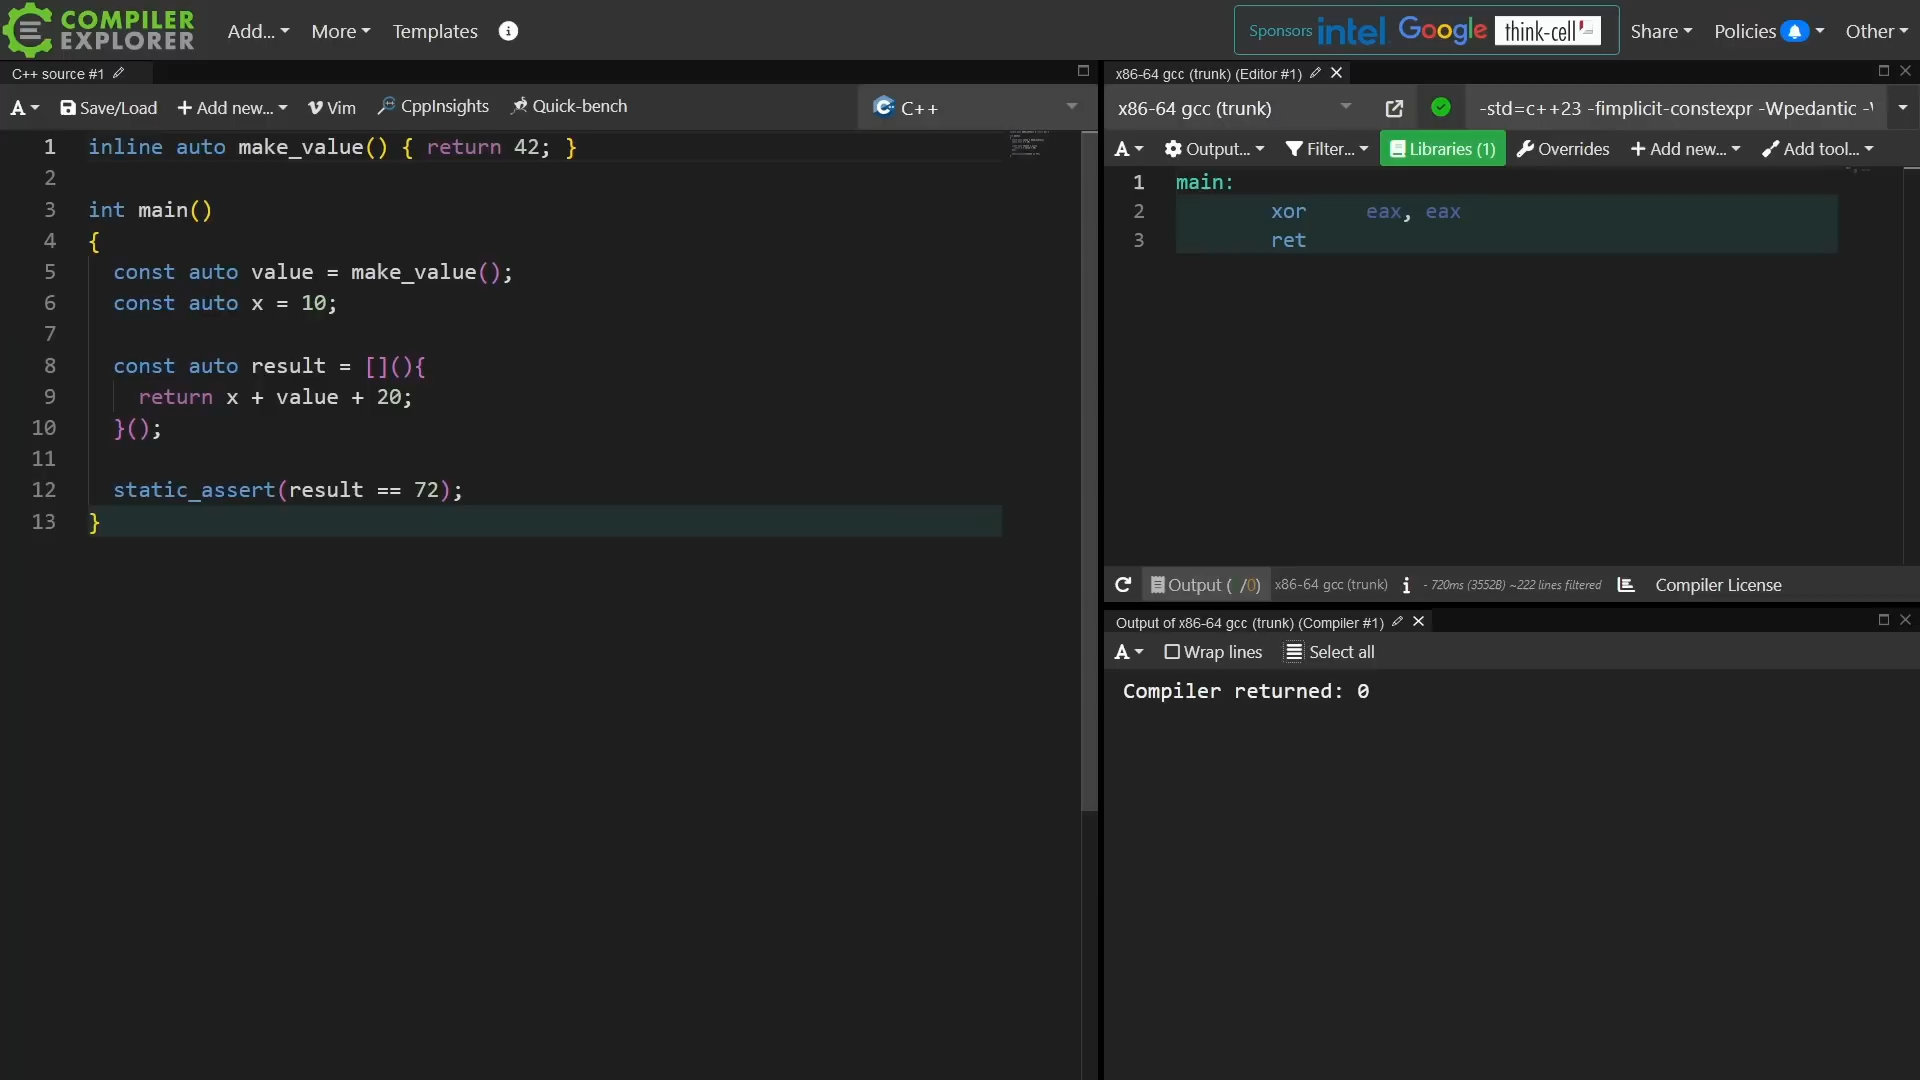 COMPILER EXPLORER Add... More Templates Sponsors intel Google think-cell Share Policies Other
C++ source #1
A Save/Load + Add new... Vim CppInsights Quick-bench C++
1 inline auto make_value() { return 42; }
2
3 int main()
4 {
5 const auto value = make_value();
6 const auto x = 10;
7
8 const auto result = [](){
9 return x + value + 20;
10 }();
11
12 static_assert(result == 72);
13 }
x86-64 gcc (trunk) (Editor #1)
x86-64 gcc (trunk) -std=c++23 -fimplicit-constexpr -Wpedantic
A Output... Filter... Libraries (1) Overrides + Add new... Add tool...
1 main:
2 xor eax, eax
3 ret
Output ( /0) x86-64 gcc (trunk) i - 720ms (3552B) ~222 lines filtered Compiler License
Output of x86-64 gcc (trunk) (Compiler #1)
A Wrap lines Select all
Compiler returned: 0